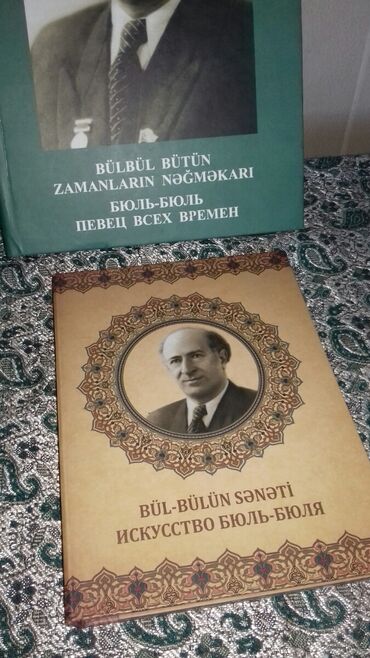 BÜLBÜL BÜTÜN
ZAMANLARIN NƏĞMƏKARI
БЮЛЬ-БЮЛЬ
ПЕВЕЦ ВСЕХ ВРЕМЕН
BÜL-BÜLÜN SƏNƏTİ
ИСКУССТВО БЮЛЬ-БЮЛЯ